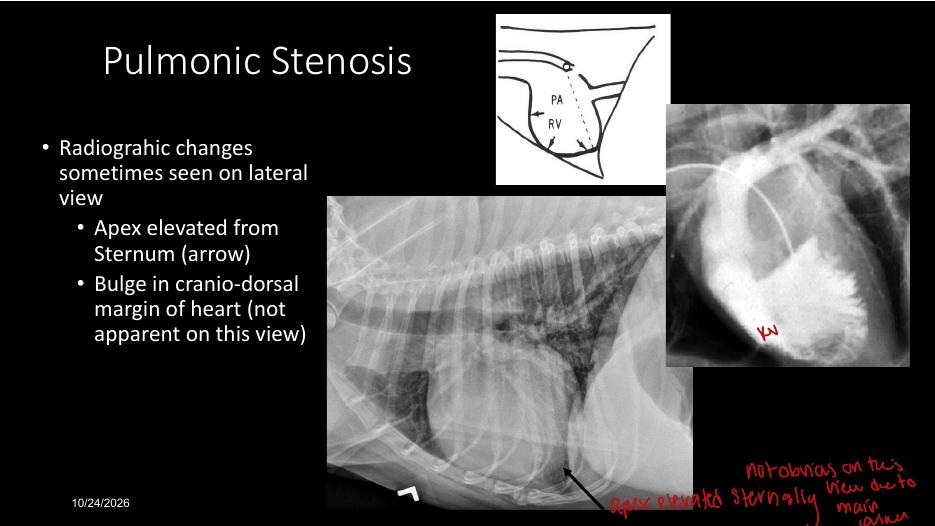 Pulmonic Stenosis
• Radiograhic changes
sometimes seen on lateral
view
• Apex elevated from
Sternum (arrow)
• Bulge in cranio-dorsal
margin of heart (not
apparent on this view)
PA
RV
RV
not obvious on this
view due to
main
apex elevated sternally
10/24/2026